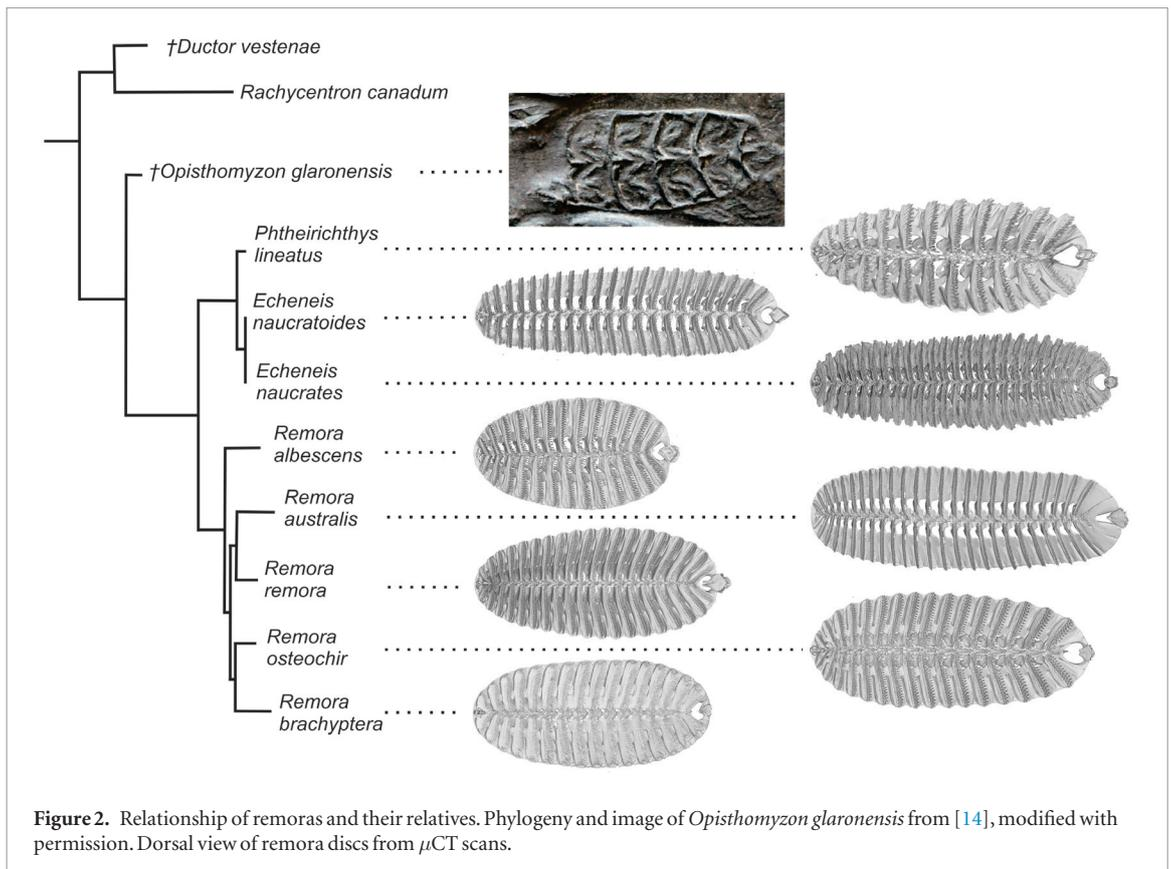 †Ductor vestenae
Rachycentron canadum
†Opisthomyzon glaronensis
Phtheirichthys
lineatus
Echeneis
naucratoides
Echeneis
naucrates
Remora
albescens
Remora
australis
Remora
remora
Remora
osteochir
Remora
brachyptera
Figure 2. Relationship of remoras and their relatives. Phylogeny and image of Opisthomyzon glaronensis from [14], modified with
permission. Dorsal view of remora discs from μCT scans.